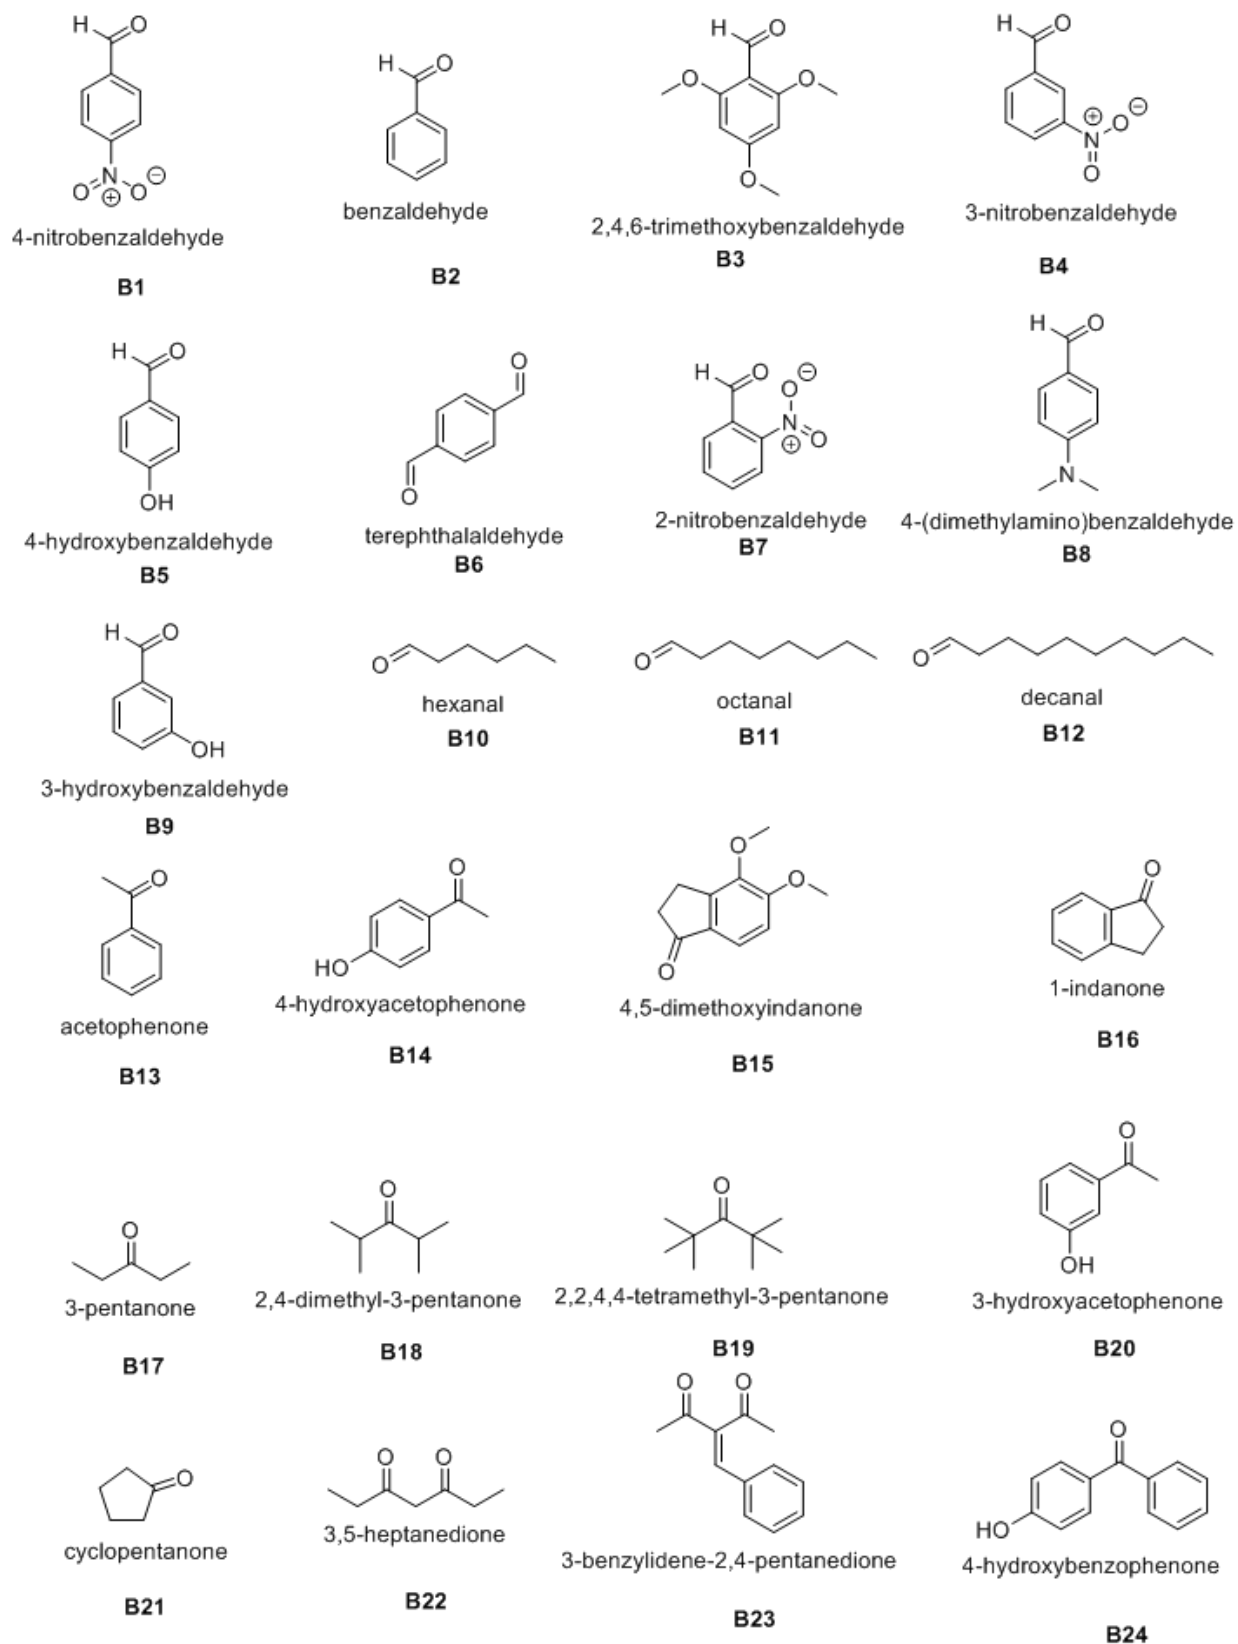 H O
N
O O
⊕ ⊖
4-nitrobenzaldehyde
B1
H O
benzaldehyde
B2
H O
O O
O
2,4,6-trimethoxybenzaldehyde
B3
H O
⊕ ⊖
N O
O
3-nitrobenzaldehyde
B4
H O
OH
4-hydroxybenzaldehyde
B5
O
O
terephthalaldehyde
B6
H O O ⊖
N O
⊕
2-nitrobenzaldehyde
B7
H O
N
4-(dimethylamino)benzaldehyde
B8
H O
OH
3-hydroxybenzaldehyde
B9
O
hexanal
B10
O
octanal
B11
O
decanal
B12
O
acetophenone
B13
O
HO
4-hydroxyacetophenone
B14
O
O
O
4,5-dimethoxyindanone
B15
O
1-indanone
B16
O
3-pentanone
B17
O
2,4-dimethyl-3-pentanone
B18
O
2,2,4,4-tetramethyl-3-pentanone
B19
O
OH
3-hydroxyacetophenone
B20
O
cyclopentanone
B21
O O
3,5-heptanedione
B22
O O
3-benzylidene-2,4-pentanedione
B23
O
HO
4-hydroxybenzophenone
B24